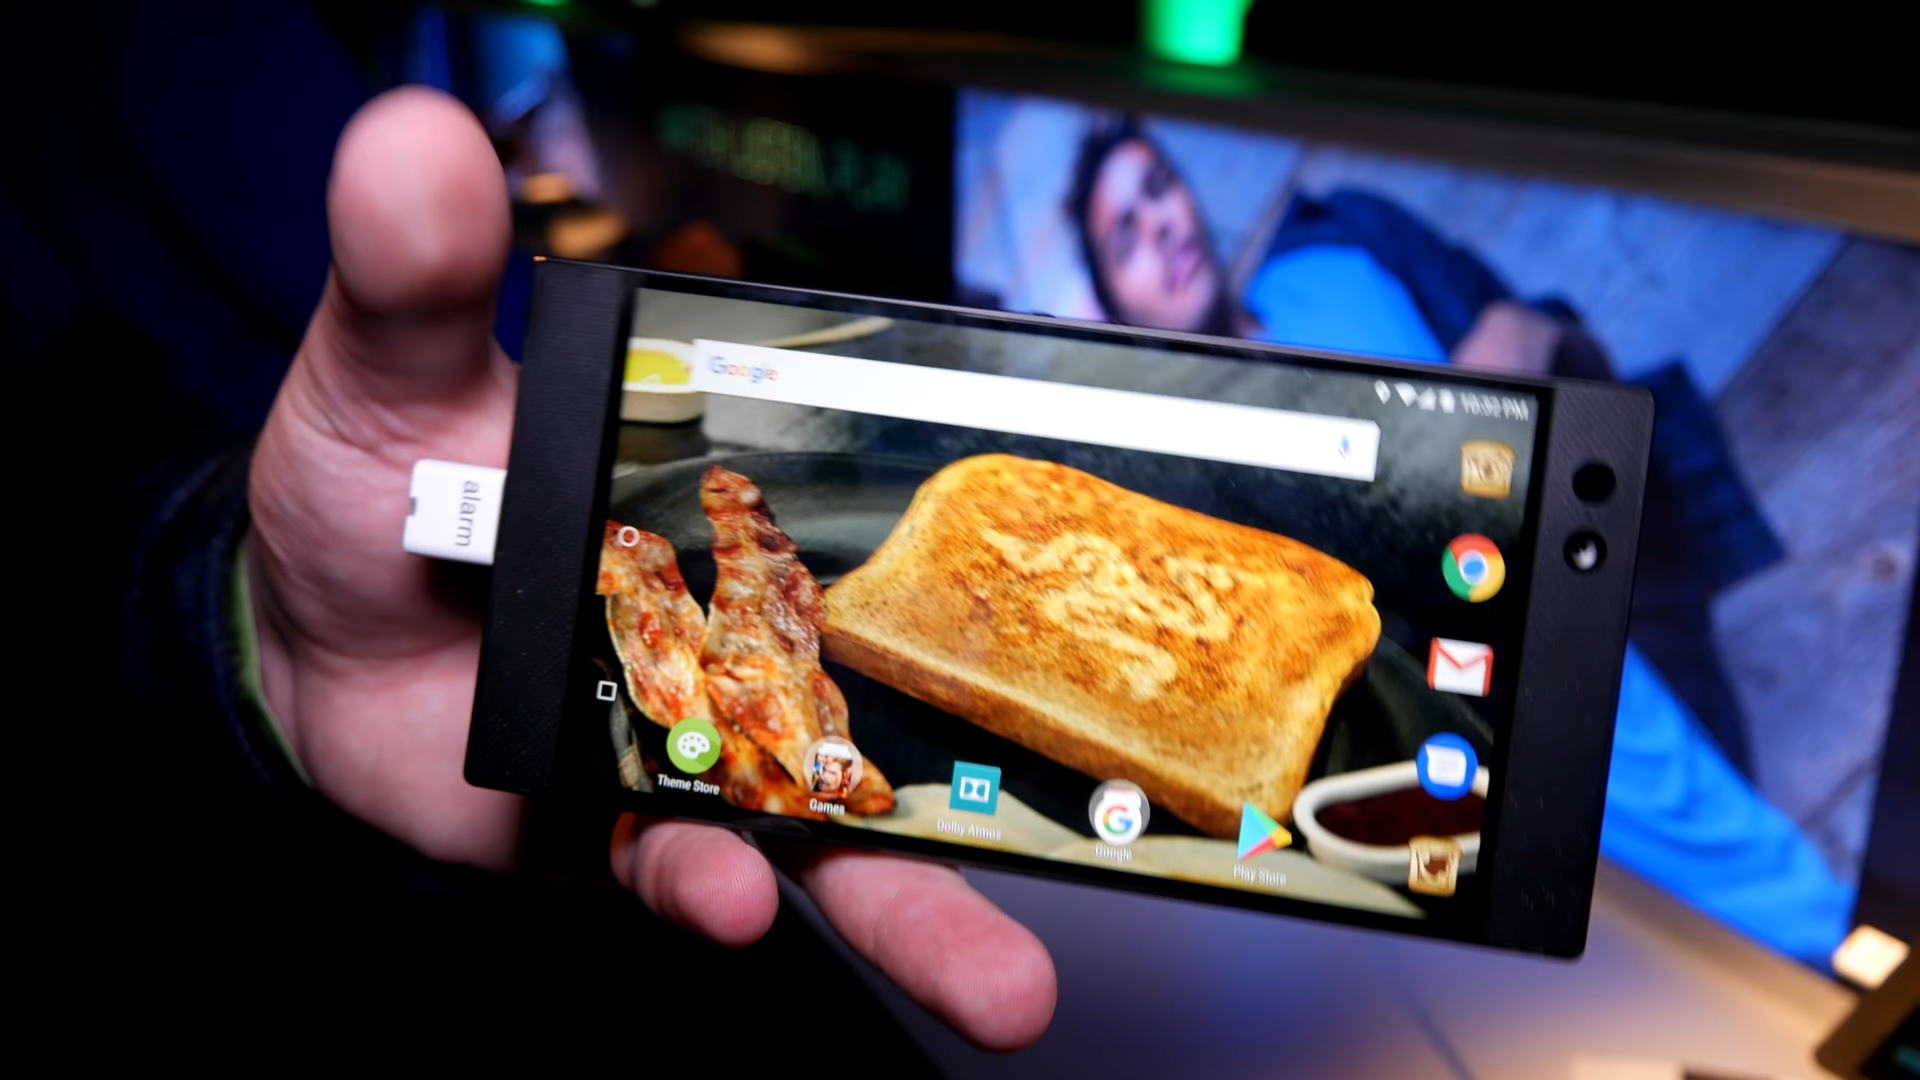 Google
10:32 PM
alarm
Theme Store
Games
Dolby Atmos
Google
Play Store